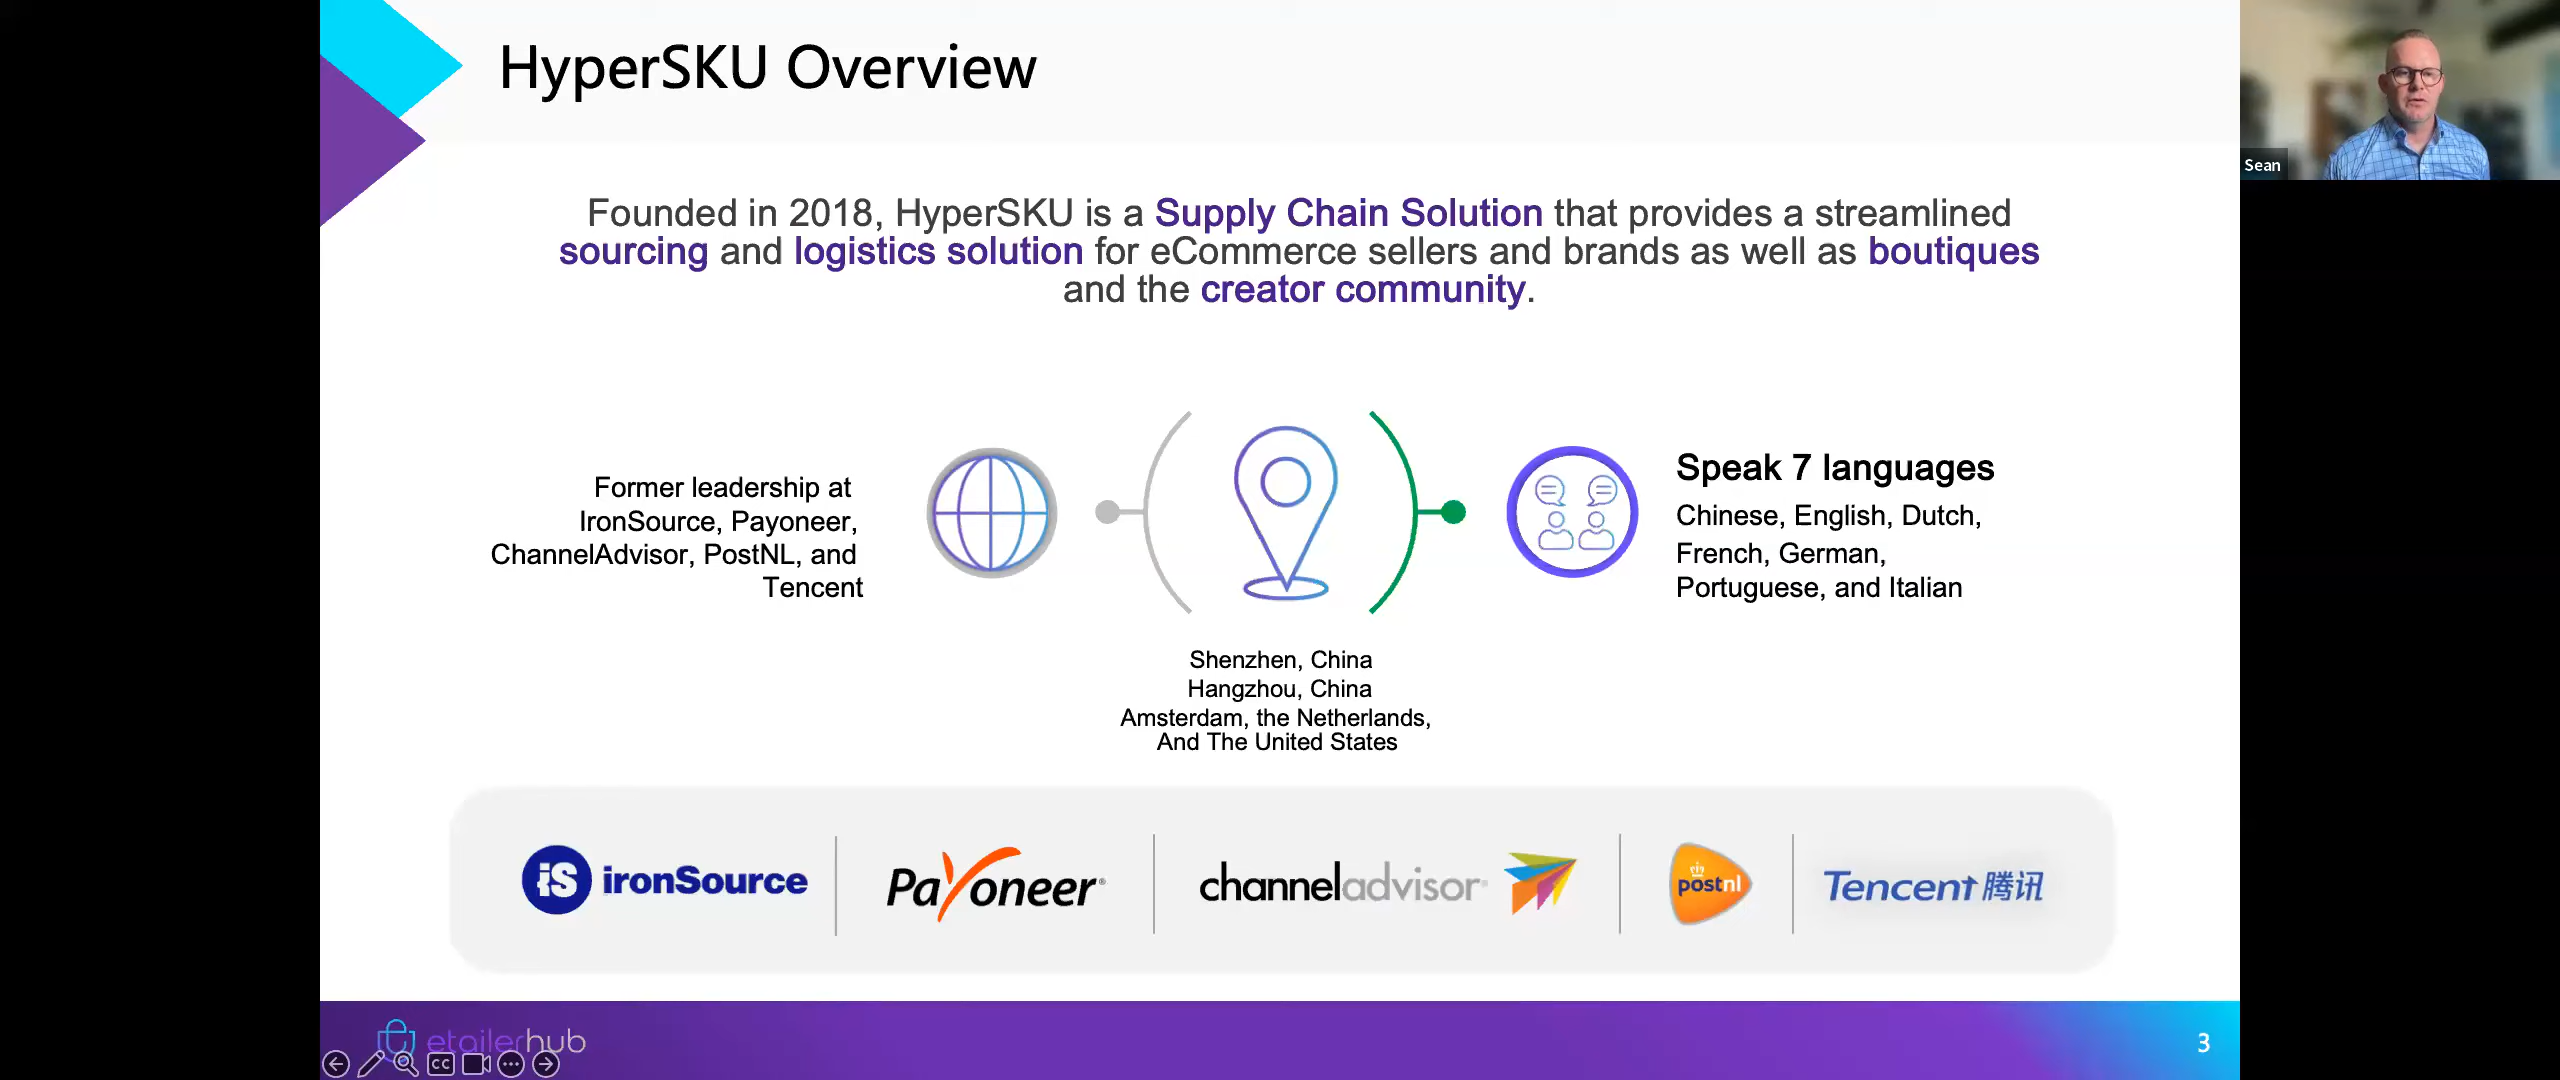 HyperSKU Overview
Sean
Founded in 2018, HyperSKU is a Supply Chain Solution that provides a streamlined
sourcing and logistics solution for eCommerce sellers and brands as well as boutiques
and the creator community.
Former leadership at
IronSource, Payoneer,
ChannelAdvisor, PostNL, and
Tencent
Speak 7 languages
Chinese, English, Dutch,
French, German,
Portuguese, and Italian
Shenzhen, China
Hangzhou, China
Amsterdam, the Netherlands,
And The United States
iS ironSource
Payoneer®
channeladvisor®
postnl
Tencent 腾讯
etailerhub
CC
3